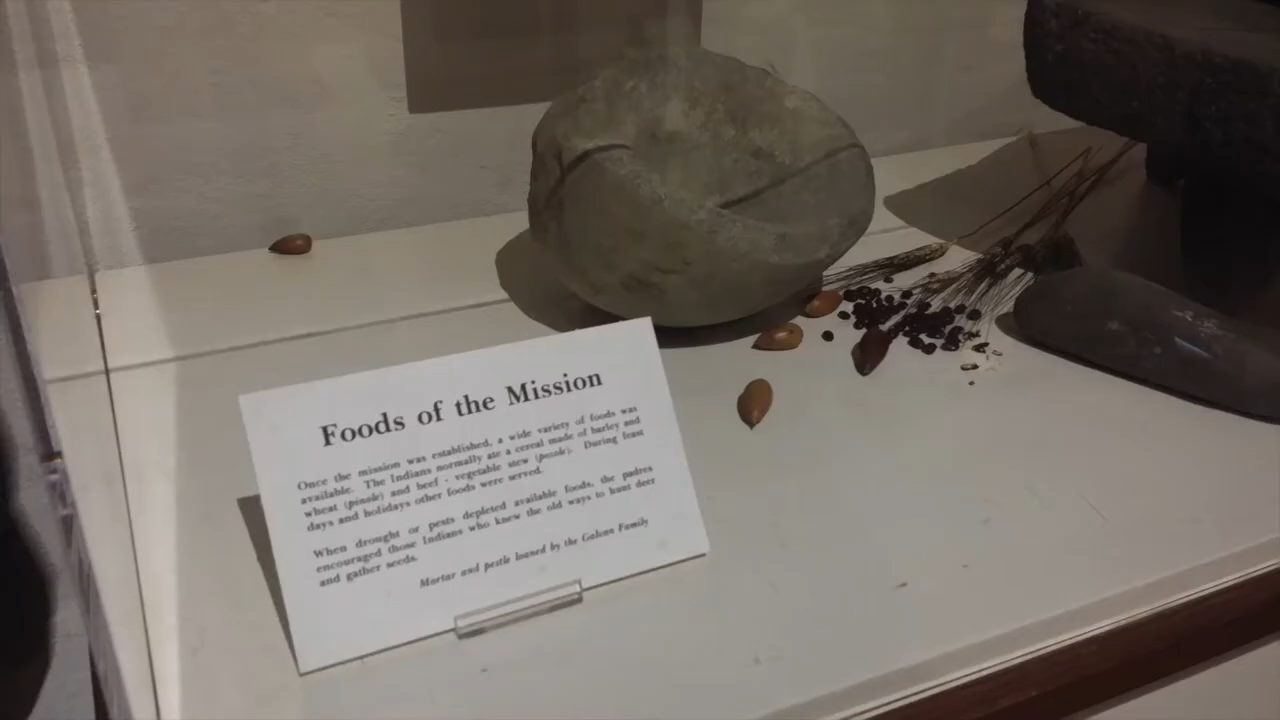 Foods of the Mission
Once the mission was established, a wide variety of foods was
available. The Indians normally ate a cereal made of barley and
wheat (pinole) and beef - vegetable stew (posole). During feast
days and holidays other foods were served.
When drought or pests depleted available foods, the padres
encouraged those Indians who knew the old ways to hunt deer
and gather seeds.
Mortar and pestle loaned by the Galvan Family